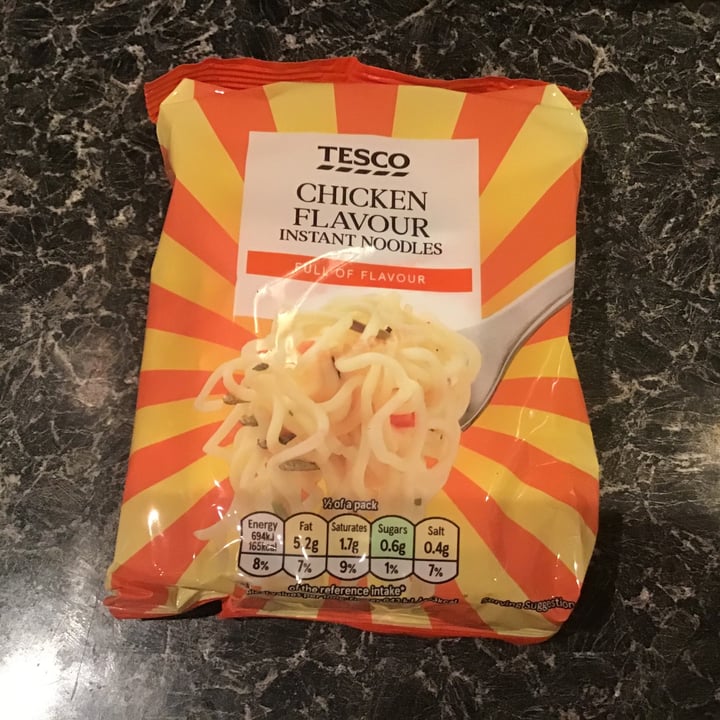 TESCO
CHICKEN
FLAVOUR
INSTANT NOODLES
FULL OF FLAVOUR
½ of a pack
Energy Fat Saturates Sugars Salt
694kJ
165kcal 5.2g 1.7g 0.6g 0.4g
8% 7% 9% 1% 7%
of the reference intake*
Serving Suggestion